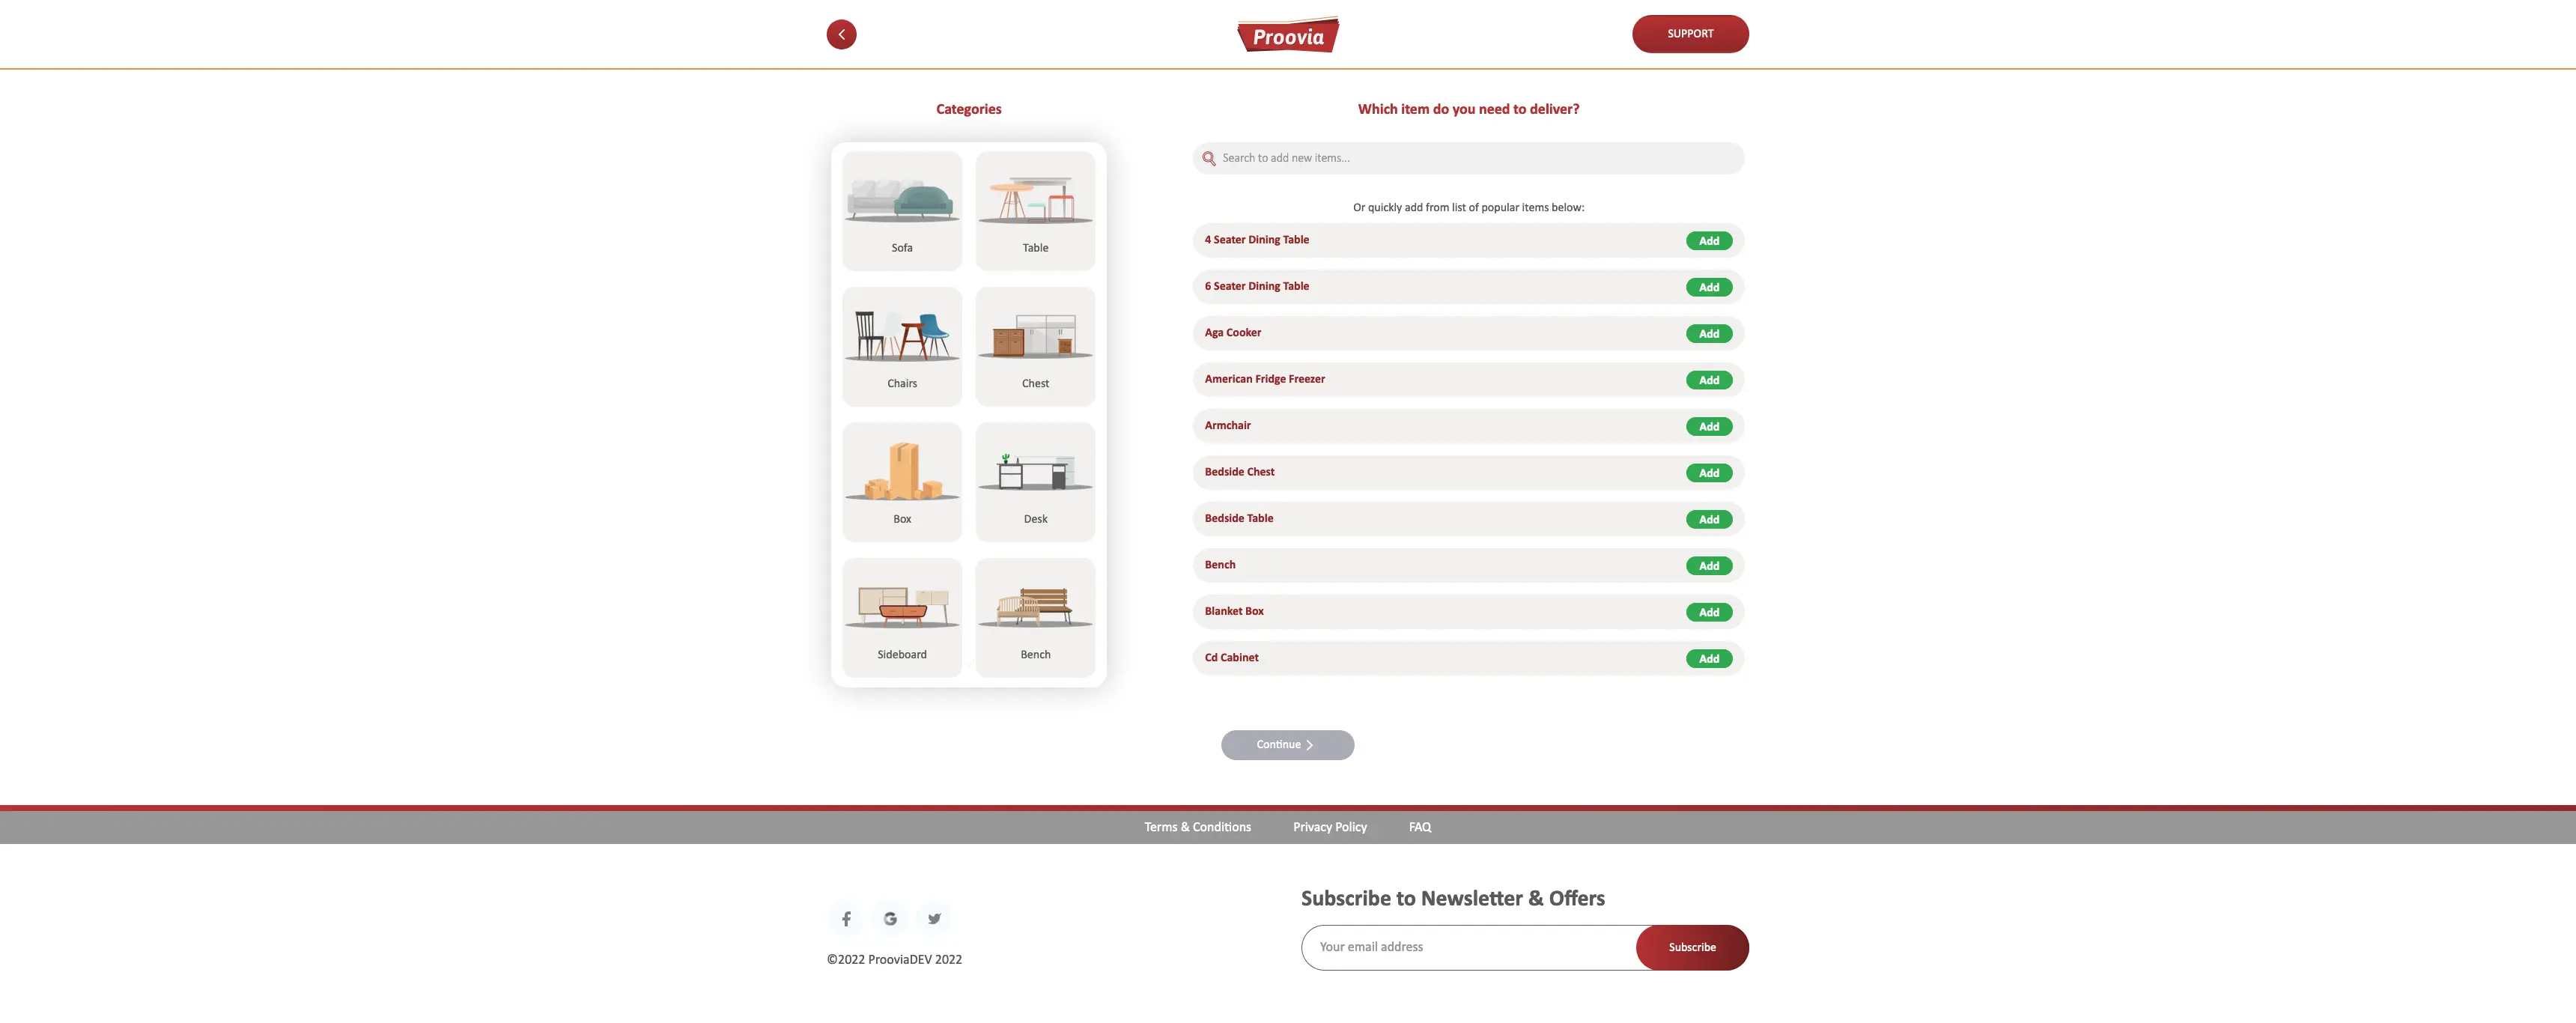 Proovia
SUPPORT
Categories
Sofa
Table
Chairs
Chest
Box
Desk
Sideboard
Bench
Which item do you need to deliver?
Search to add new items...
Or quickly add from list of popular items below:
4 Seater Dining Table Add
6 Seater Dining Table Add
Aga Cooker Add
American Fridge Freezer Add
Armchair Add
Bedside Chest Add
Bedside Table Add
Bench Add
Blanket Box Add
Cd Cabinet Add
Continue
Terms & Conditions Privacy Policy FAQ
©2022 ProoviaDEV 2022
Subscribe to Newsletter & Offers
Your email address Subscribe